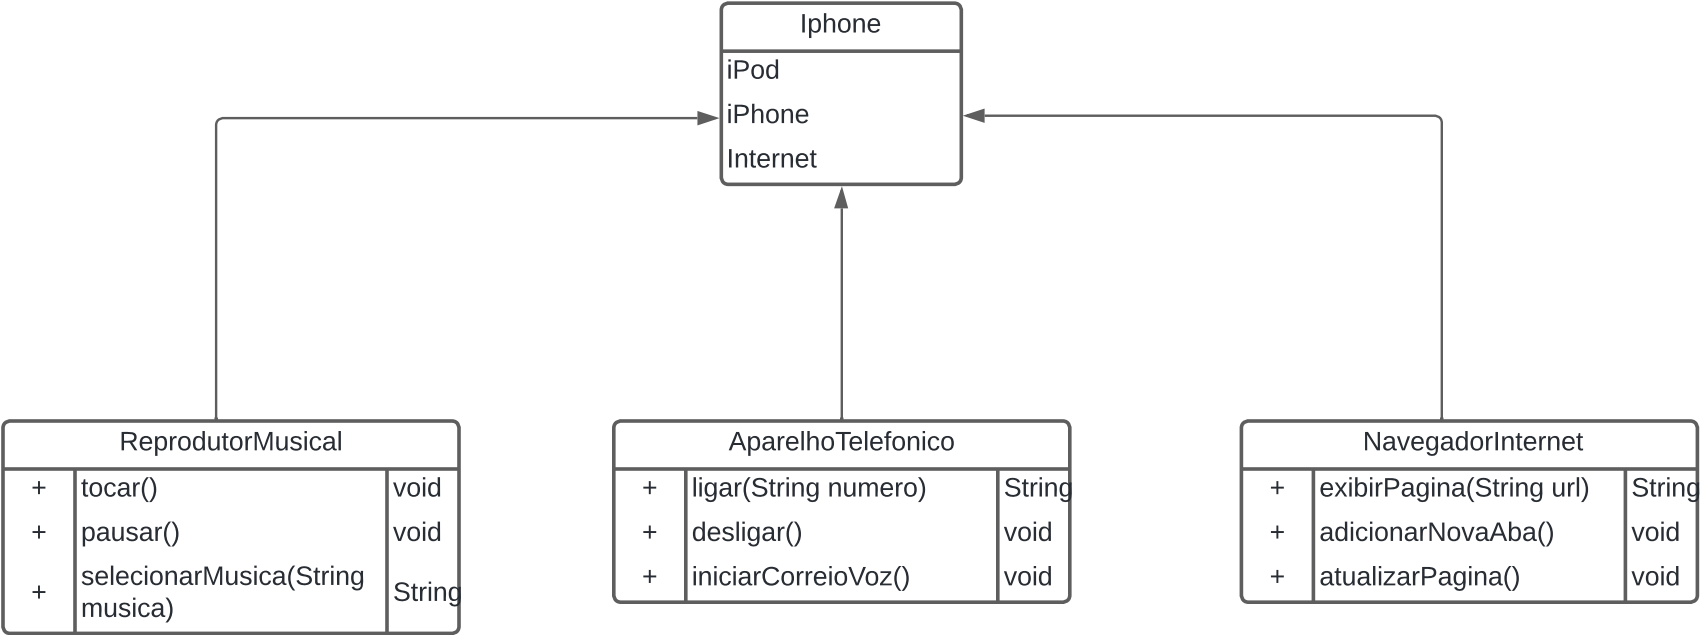 Iphone
iPod
iPhone
Internet
ReprodutorMusical
+ tocar() void
+ pausar() void
+ selecionarMusica(String musica) String
AparelhoTelefonico
+ ligar(String numero) String
+ desligar() void
+ iniciarCorreioVoz() void
NavegadorInternet
+ exibirPagina(String url) String
+ adicionarNovaAba() void
+ atualizarPagina() void